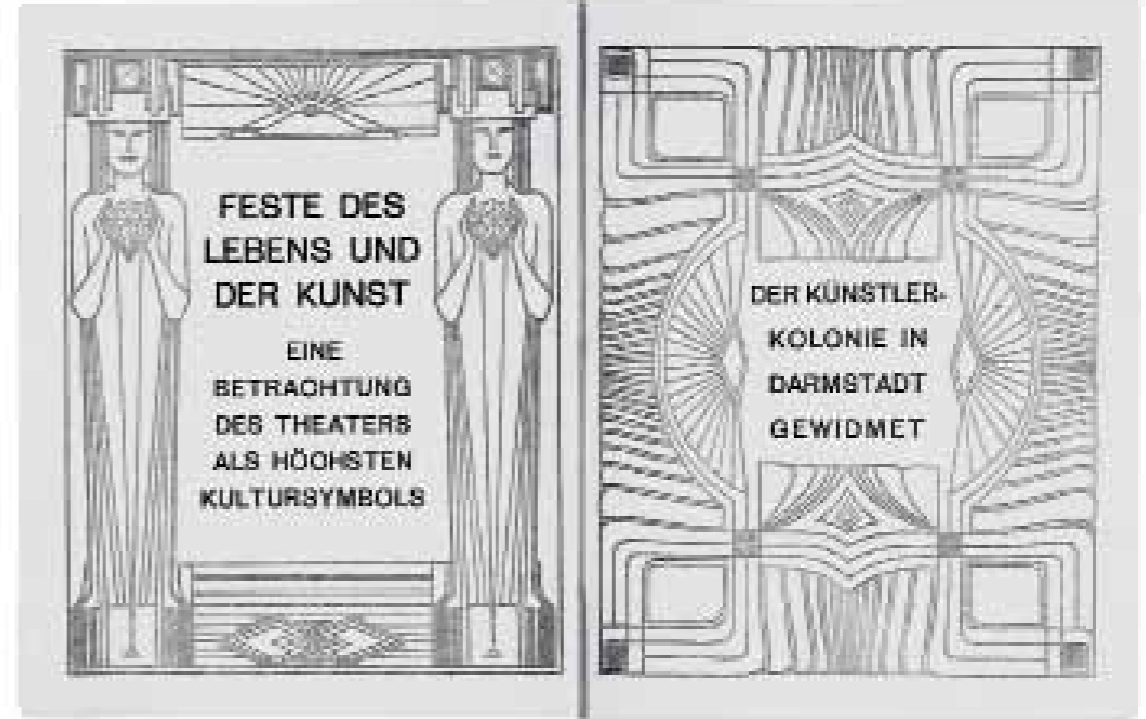 FESTE DES
LEBENS UND
DER KUNST
EINE
BETRACHTUNG
DES THEATERS
ALS HÖCHSTEN
KULTURSYMBOLS
DER KÜNSTLER-
KOLONIE IN
DARMSTADT
GEWIDMET